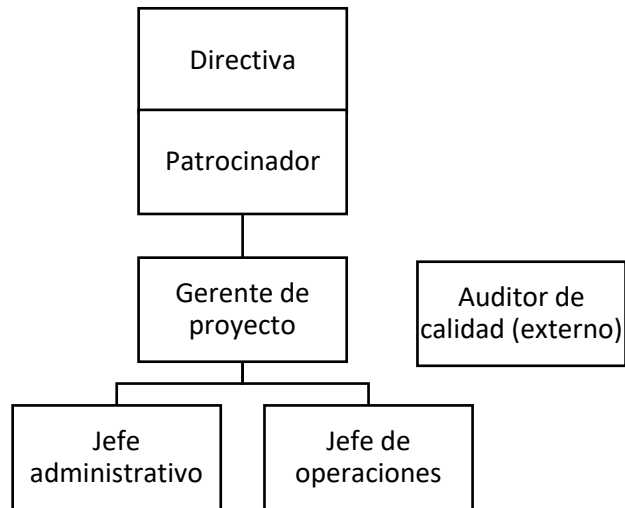 Directiva
Patrocinador
Gerente de
proyecto
Auditor de
calidad (externo)
Jefe
administrativo
Jefe de
operaciones